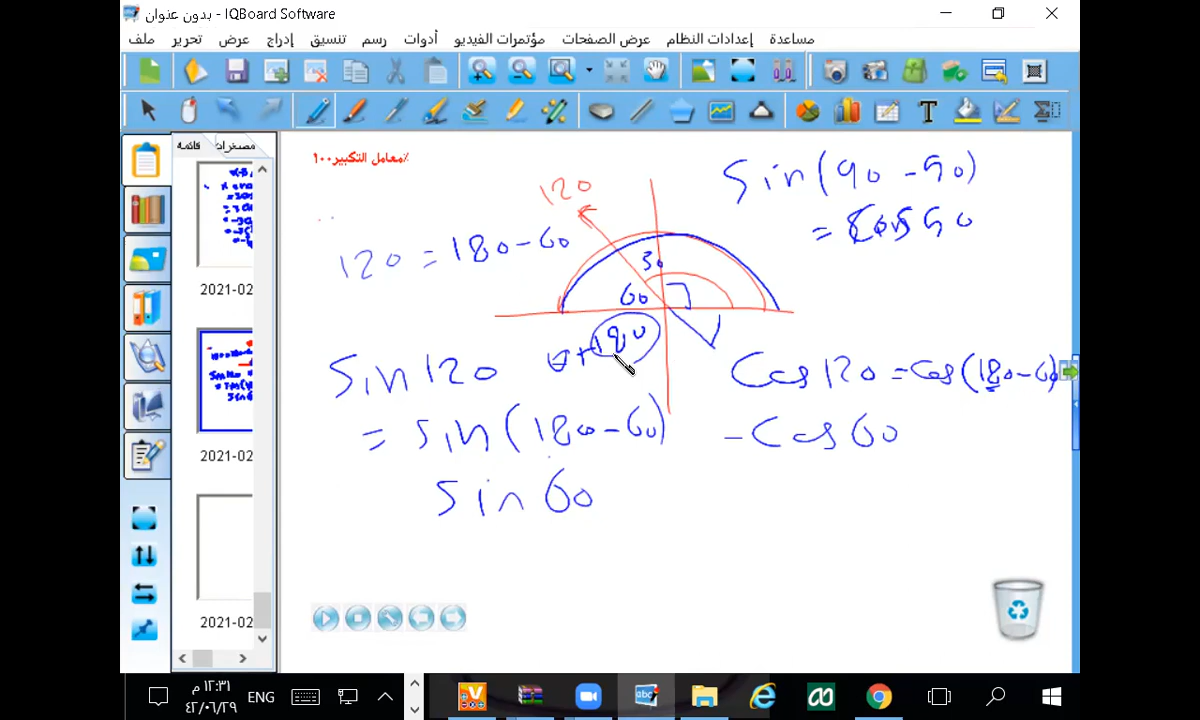 بدون عنوان - IQBoard Software
ملف تحرير عرض إدراج تنسيق رسم أدوات مؤتمرات الفيديو عرض الصفحات إعدادات النظام مساعدة
قائمة مصغرات
معامل التكبير١٠٠٪
2021-02
2021-02
2021-02
120
sin(90 - 50)
= cos 50
120 = 180 - 60
30
60
θ + 180
sin 120
= sin(180 - 60)
sin 60
cos 120 = cos(180 - 60)
- cos 60
١٢:٣١ م
٤٢/٠٦/٢٩
ENG